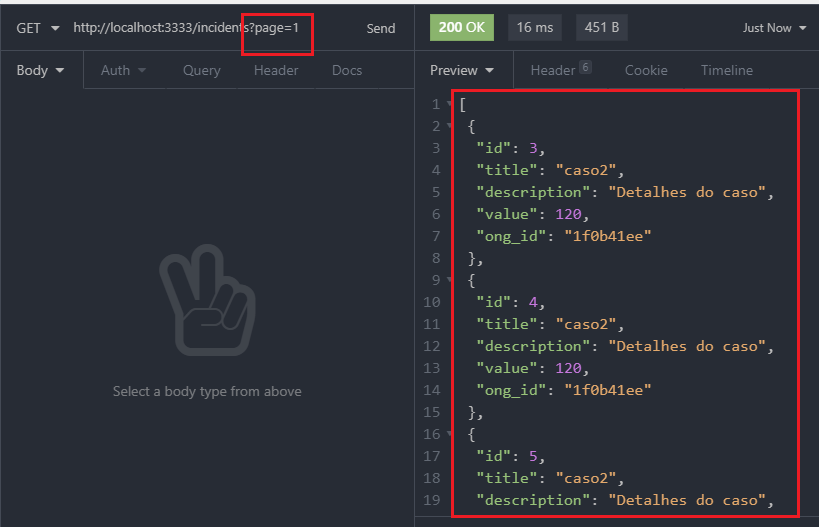 GET http://localhost:3333/incidents?page=1 Send
200 OK 16 ms 451 B Just Now
Body Auth Query Header Docs
Preview Header 6 Cookie Timeline
1 [
2 {
3 "id": 3,
4 "title": "caso2",
5 "description": "Detalhes do caso",
6 "value": 120,
7 "ong_id": "1f0b41ee"
8 },
9 {
10 "id": 4,
11 "title": "caso2",
12 "description": "Detalhes do caso",
13 "value": 120,
14 "ong_id": "1f0b41ee"
15 },
16 {
17 "id": 5,
18 "title": "caso2",
19 "description": "Detalhes do caso",
Select a body type from above